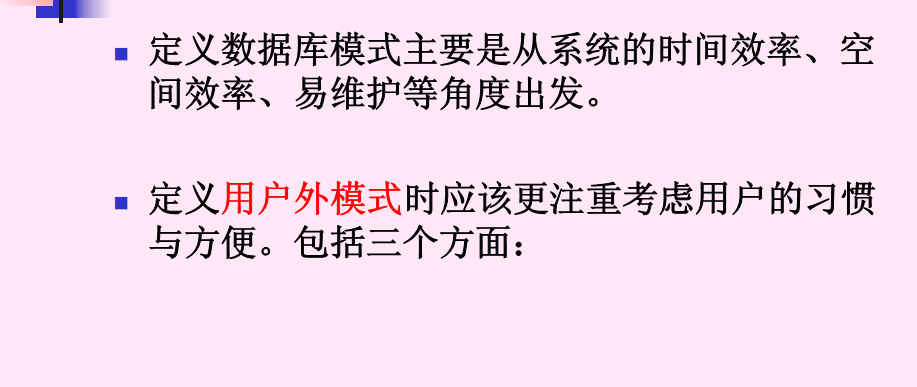 定义数据库模式主要是从系统的时间效率、空
间效率、易维护等角度出发。
定义用户外模式时应该更注重考虑用户的习惯
与方便。包括三个方面：